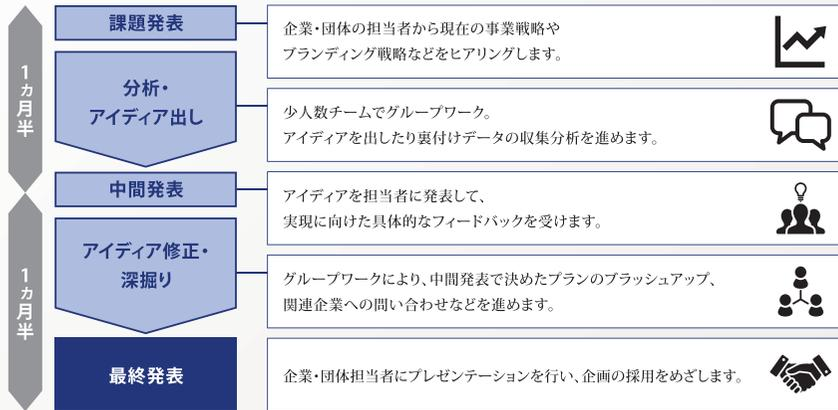 1カ月半
課題発表
企業・団体の担当者から現在の事業戦略や
ブランディング戦略などをヒアリングします。
分析・
アイディア出し
少人数チームでグループワーク。
アイディアを出したり裏付けデータの収集分析を進めます。
1カ月半
中間発表
アイディアを担当者に発表して、
実現に向けた具体的なフィードバックを受けます。
アイディア修正・
深掘り
グループワークにより、中間発表で決めたプランのブラッシュアップ、
関連企業への問い合わせなどを進めます。
最終発表
企業・団体担当者にプレゼンテーションを行い、企画の採用をめざします。